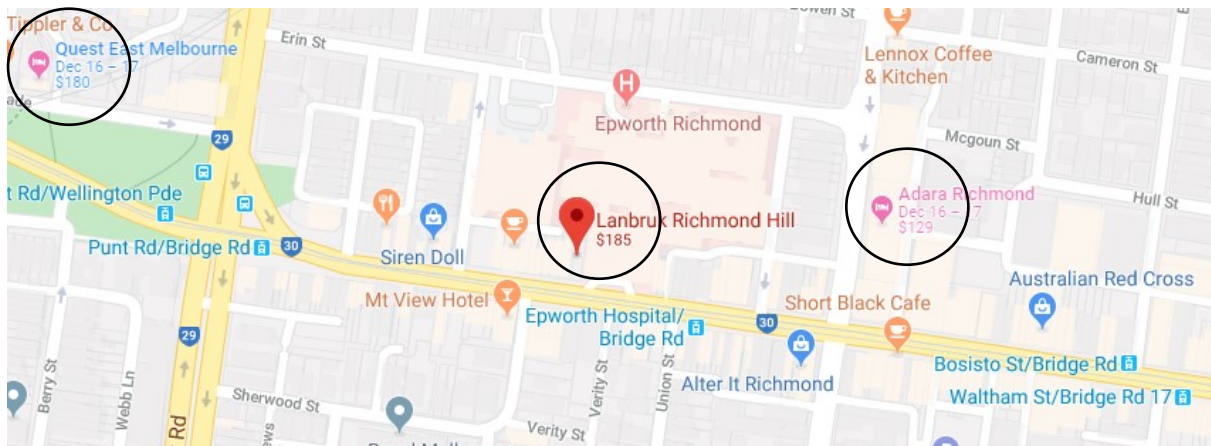 Tippler & Co
Quest East Melbourne
Dec 16 – 17
$180
Erin St
Lennox Coffee
& Kitchen
Cameron St
Epworth Richmond
H
Mcgoun St
Hull St
29
t Rd/Wellington Pde
Adara Richmond
Dec 16 – 17
$129
Lanbruk Richmond Hill
$185
Punt Rd/Bridge Rd
30
Siren Doll
Australian Red Cross
Mt View Hotel
Short Black Cafe
Epworth Hospital/
Bridge Rd
30
29
Bosisto St/Bridge Rd
Alter It Richmond
Waltham St/Bridge Rd 17
Berry St
Webb Ln
Sherwood St
Verity St
Union St
Rd
Verity St